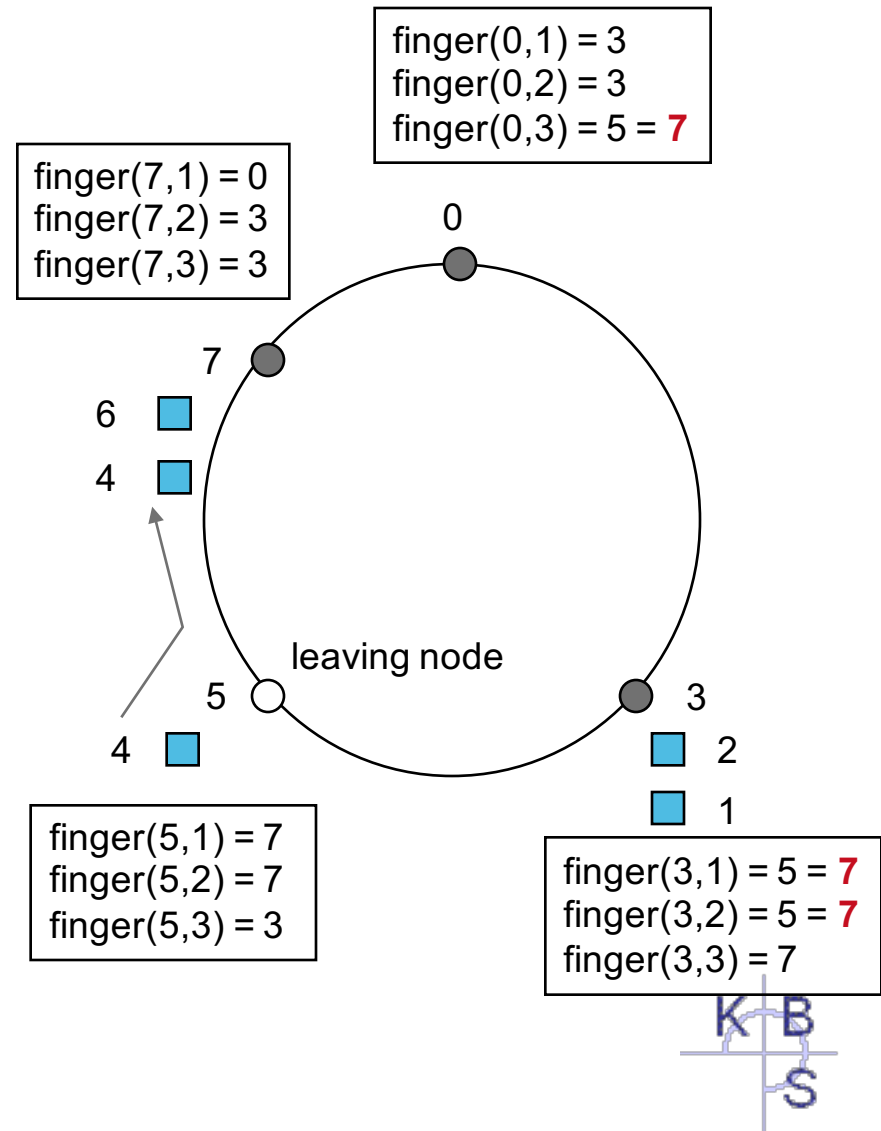 finger(0,1) = 3
finger(0,2) = 3
finger(0,3) = 5 = 7
finger(7,1) = 0
finger(7,2) = 3
finger(7,3) = 3
0
7
6
4
leaving node
5
3
4
2
1
finger(5,1) = 7
finger(5,2) = 7
finger(5,3) = 3
finger(3,1) = 5 = 7
finger(3,2) = 5 = 7
finger(3,3) = 7
K B
S